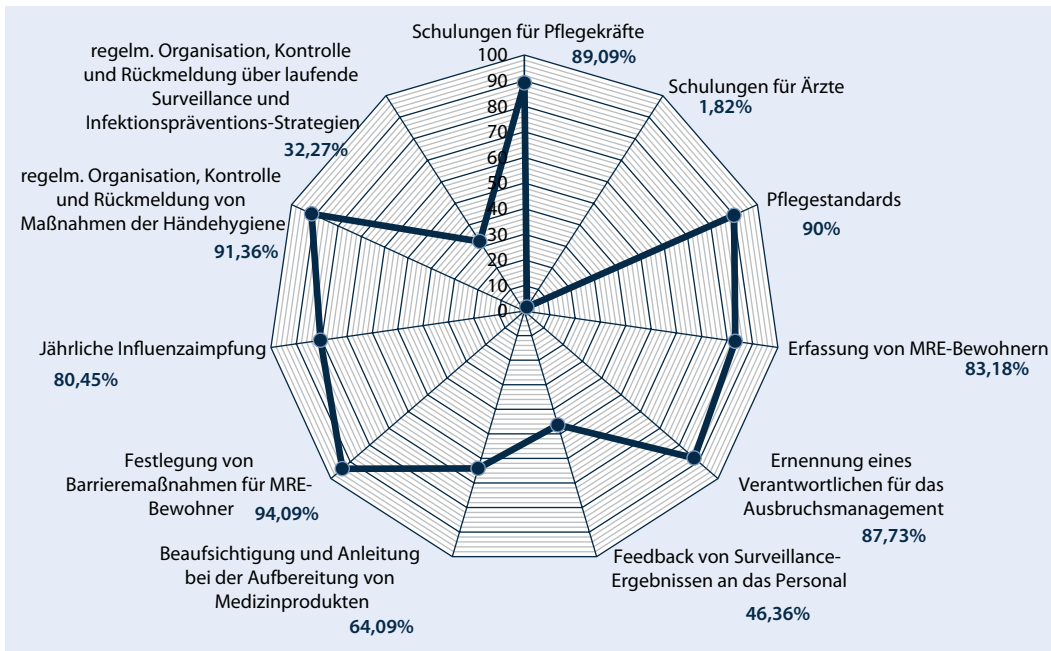 Schulungen für Pflegekräfte
89,09%
Schulungen für Ärzte
1,82%
Pflegestandards
90%
Erfassung von MRE-Bewohnern
83,18%
Ernennung eines
Verantwortlichen für das
Ausbruchsmanagement
87,73%
Feedback von Surveillance-
Ergebnissen an das Personal
46,36%
Beaufsichtigung und Anleitung
bei der Aufbereitung von
Medizinprodukten
64,09%
Festlegung von
Barrieremaßnahmen für MRE-
Bewohner 94,09%
Jährliche Influenzaimpfung
80,45%
regelm. Organisation, Kontrolle
und Rückmeldung von
Maßnahmen der Händehygiene
91,36%
regelm. Organisation, Kontrolle
und Rückmeldung über laufende
Surveillance und
Infektionspräventions-Strategien
32,27%
100
90
80
70
60
50
40
30
20
10
0